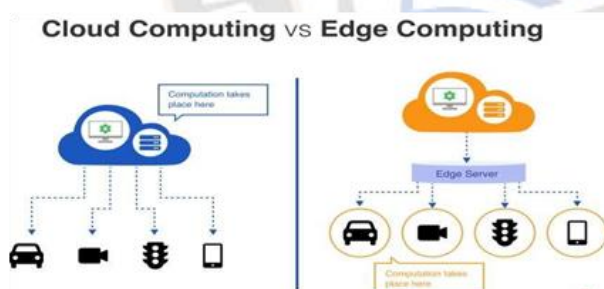 Cloud Computing vs Edge Computing
Computation takes
place here
Edge Server
Computation takes
place here